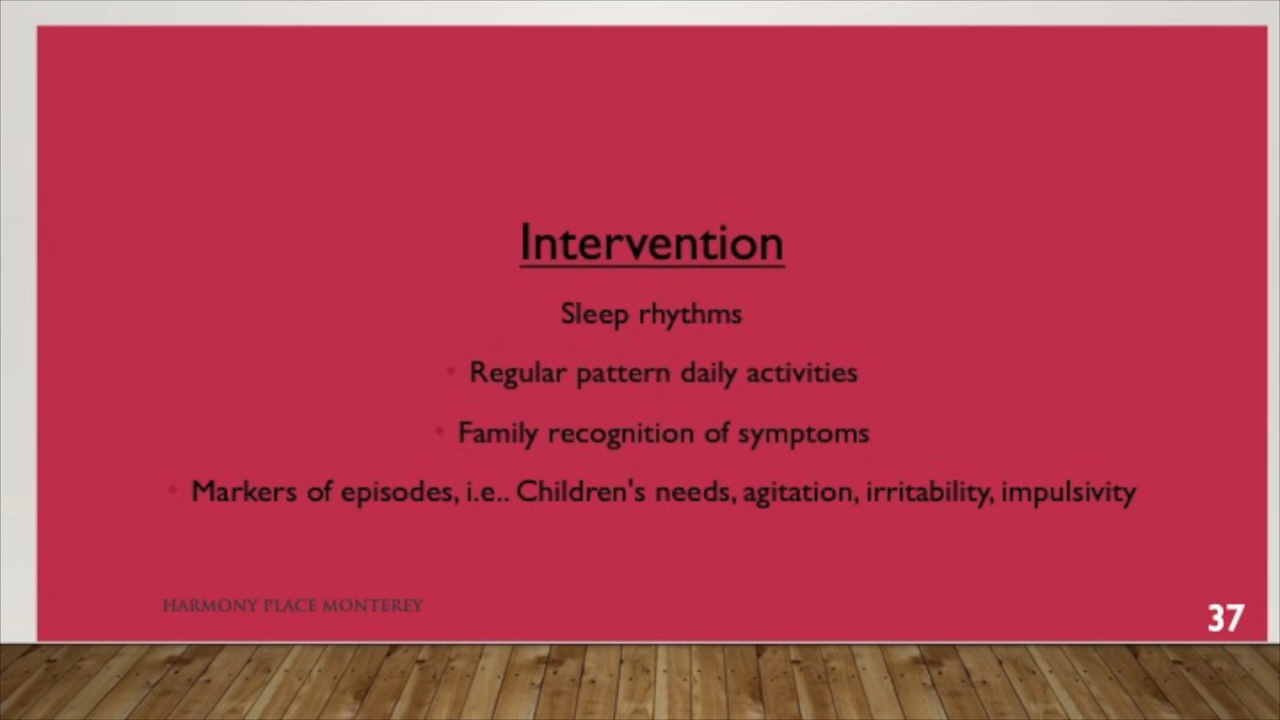 Intervention
Sleep rhythms
• Regular pattern daily activities
• Family recognition of symptoms
• Markers of episodes, i.e.. Children's needs, agitation, irritability, impulsivity
HARMONY PLACE MONTEREY
37